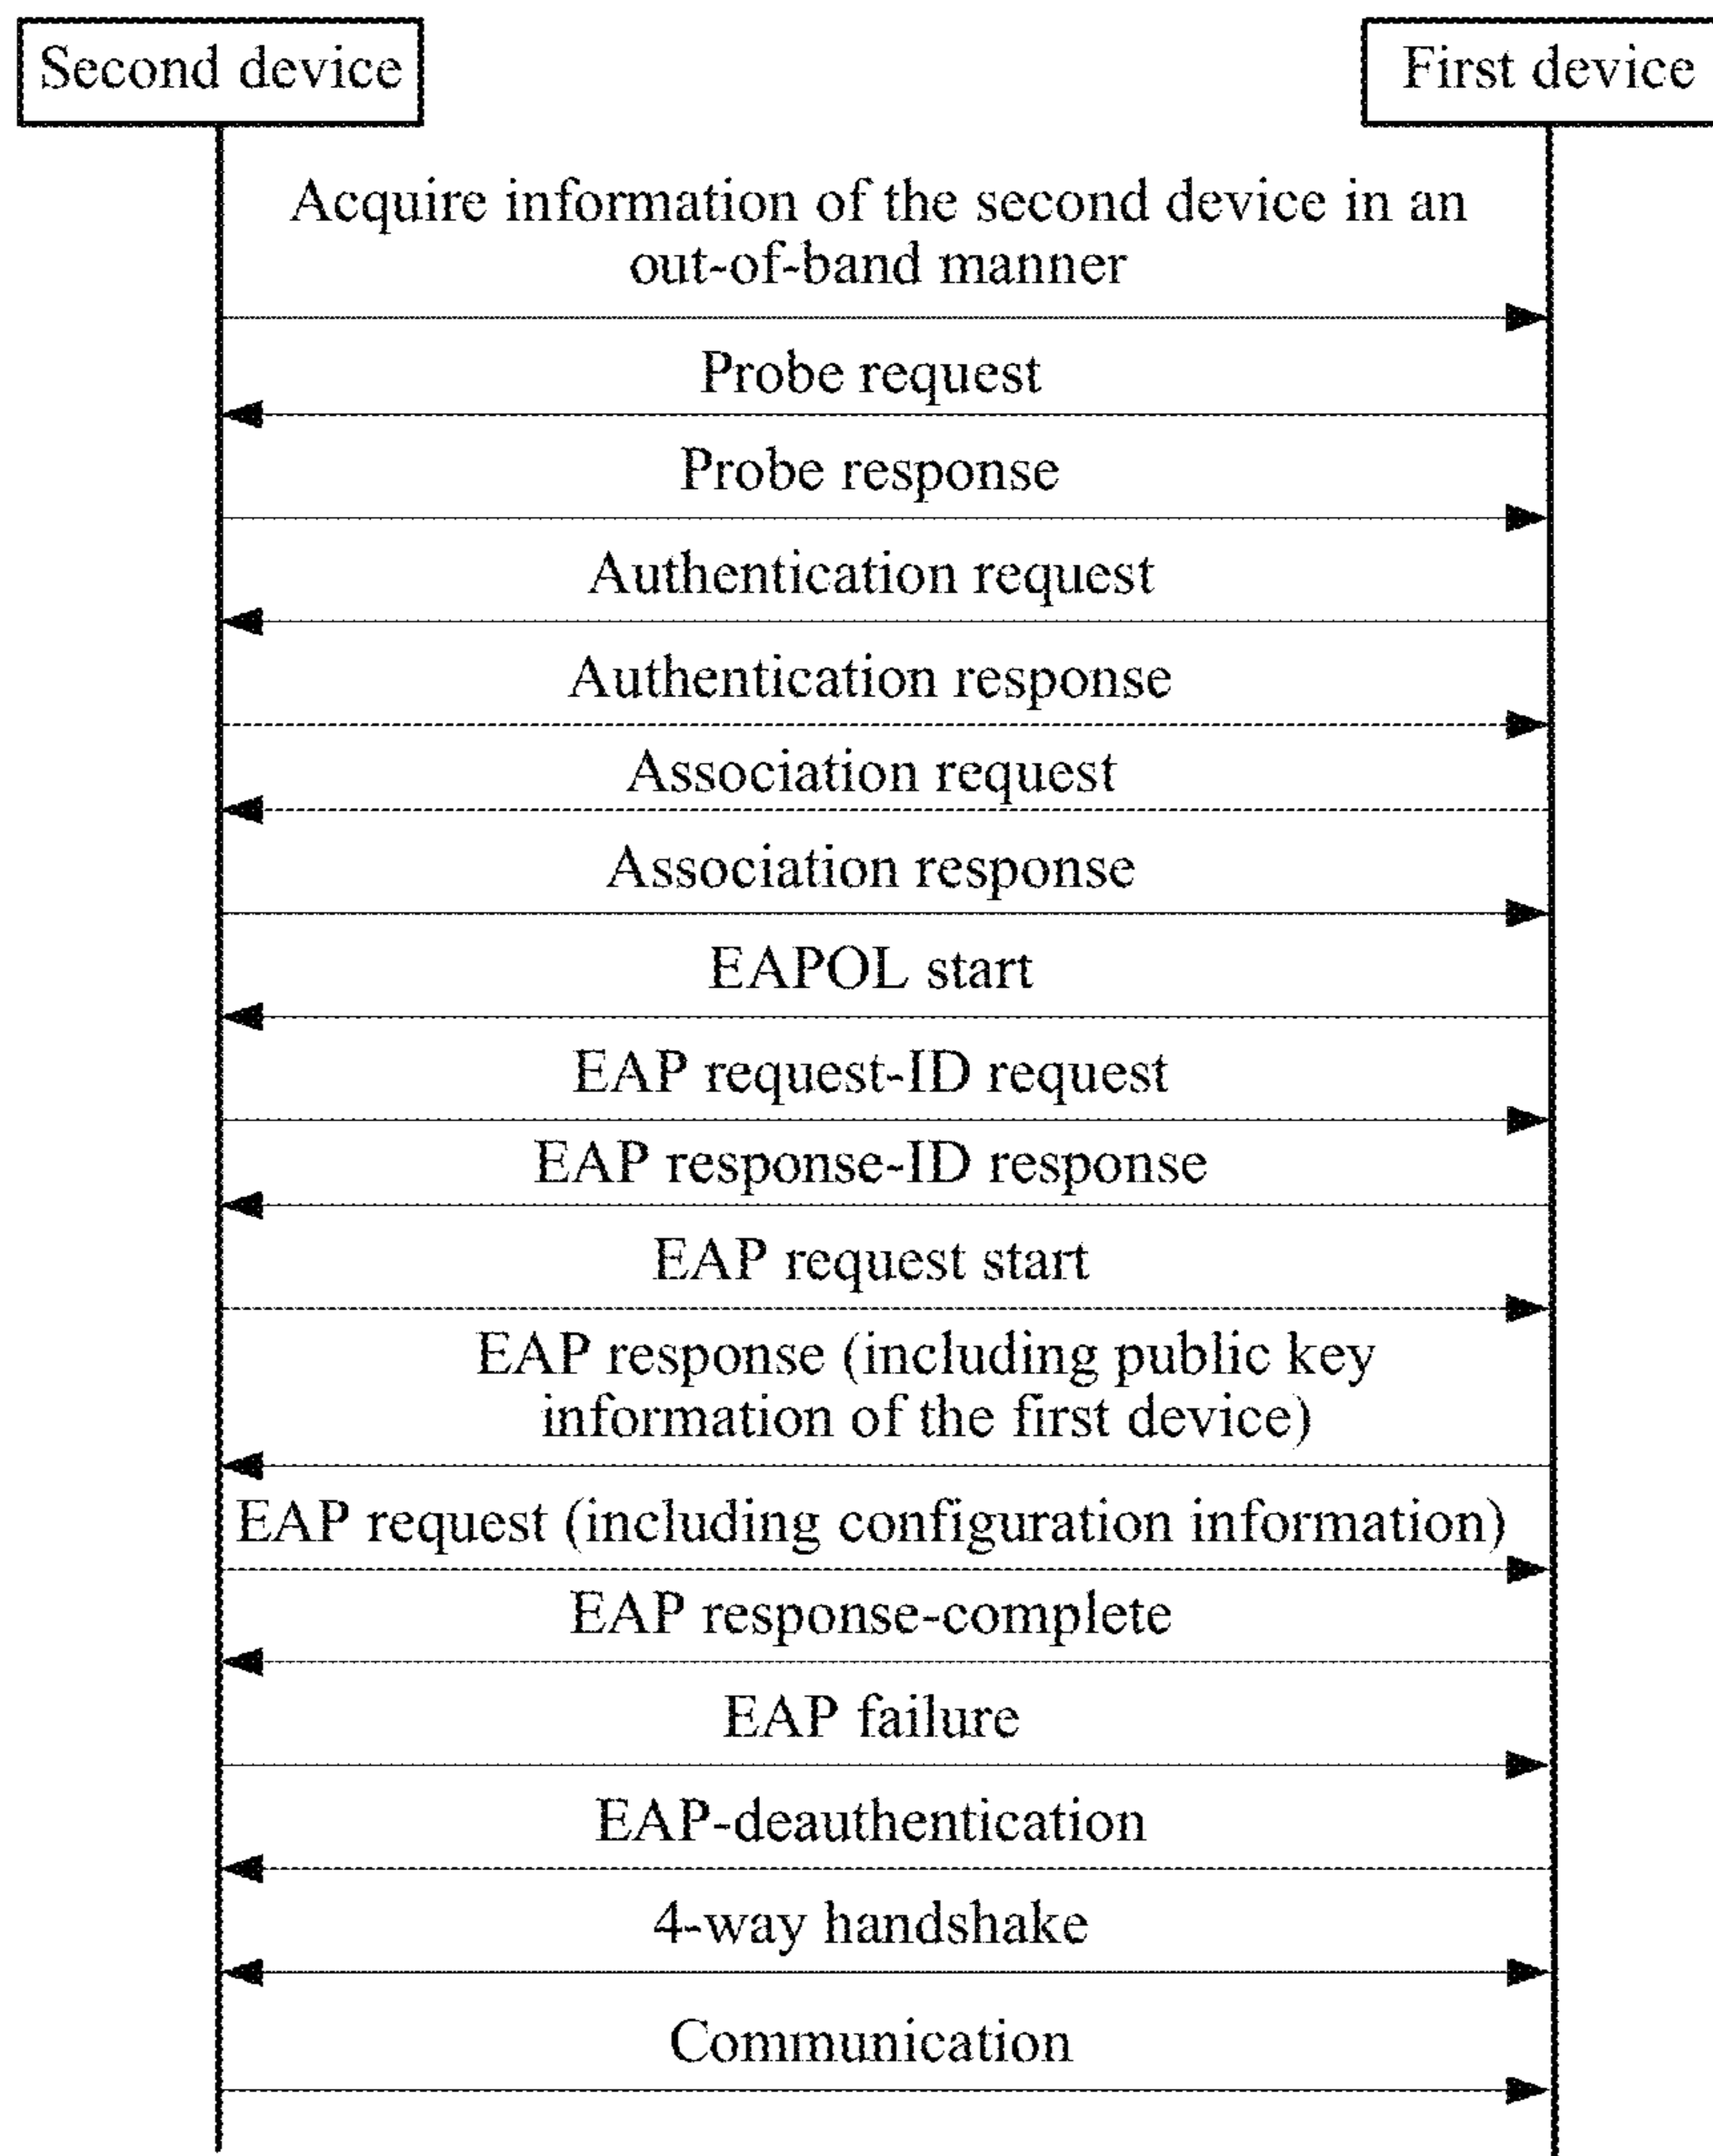 Second device
First device
Acquire information of the second device in an
out-of-band manner
Probe request
Probe response
Authentication request
Authentication response
Association request
Association response
EAPOL start
EAP request-ID request
EAP response-ID response
EAP request start
EAP response (including public key
information of the first device)
EAP request (including configuration information)
EAP response-complete
EAP failure
EAP-deauthentication
4-way handshake
Communication